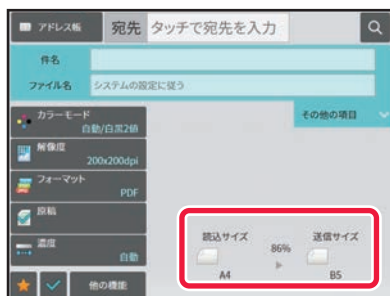 アドレス帳
宛先
タッチで宛先を入力
件名
ファイル名
システムの設定に従う
その他の項目
カラーモード
自動/白黒2値
解像度
200x200dpi
フォーマット
PDF
原稿
濃度
自動
他の機能
読込サイズ
A4
86%
送信サイズ
B5